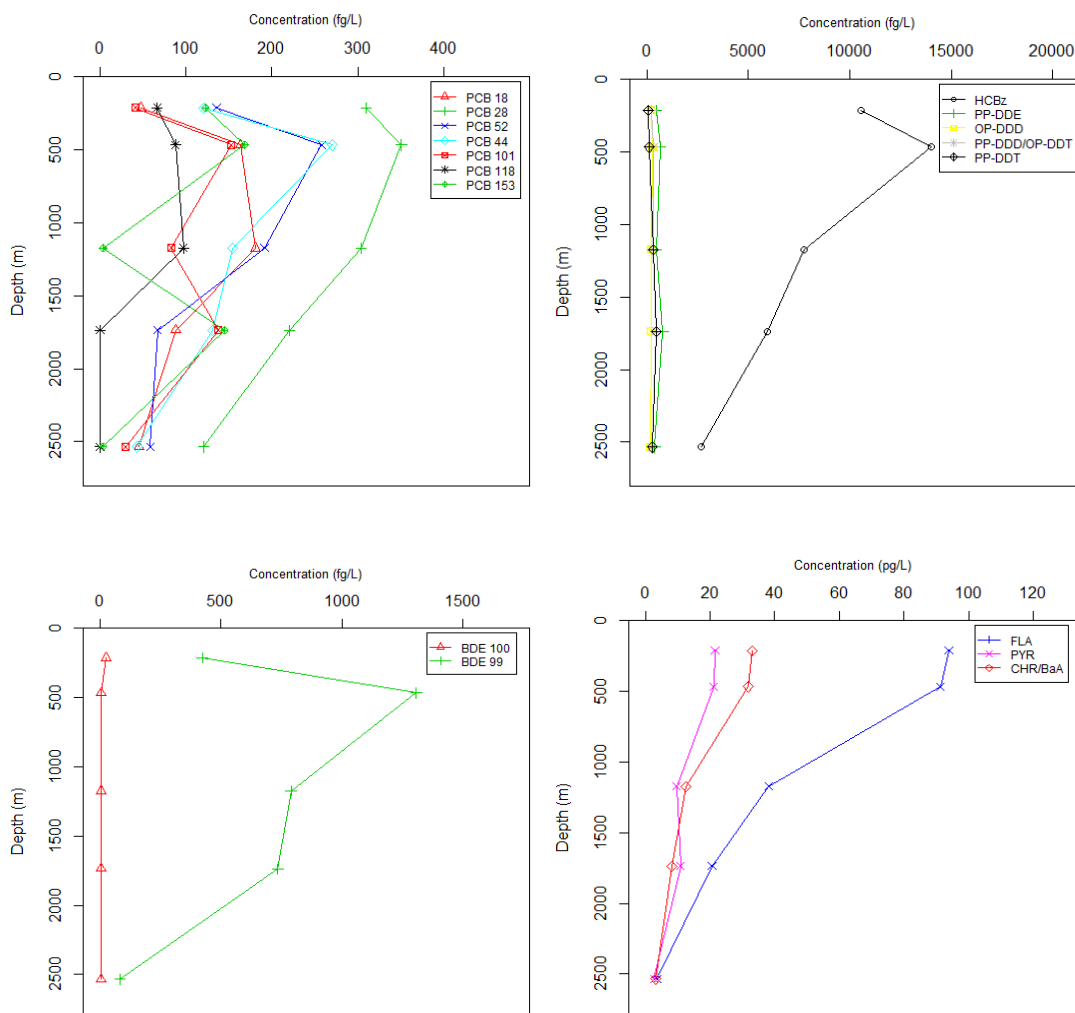 Concentration (fg/L)
0 100 200 300 400
Depth (m)
0 500 1000 1500 2000 2500
PCB 18
PCB 28
PCB 52
PCB 44
PCB 101
PCB 118
PCB 153
Concentration (fg/L)
0 5000 10000 15000 20000
Depth (m)
0 500 1000 1500 2000 2500
HCBz
PP-DDE
OP-DDD
PP-DDD/OP-DDT
PP-DDT
Concentration (fg/L)
0 500 1000 1500
Depth (m)
0 500 1000 1500 2000 2500
BDE 100
BDE 99
Concentration (pg/L)
0 20 40 60 80 100 120
Depth (m)
0 500 1000 1500 2000 2500
FLA
PYR
CHR/BaA